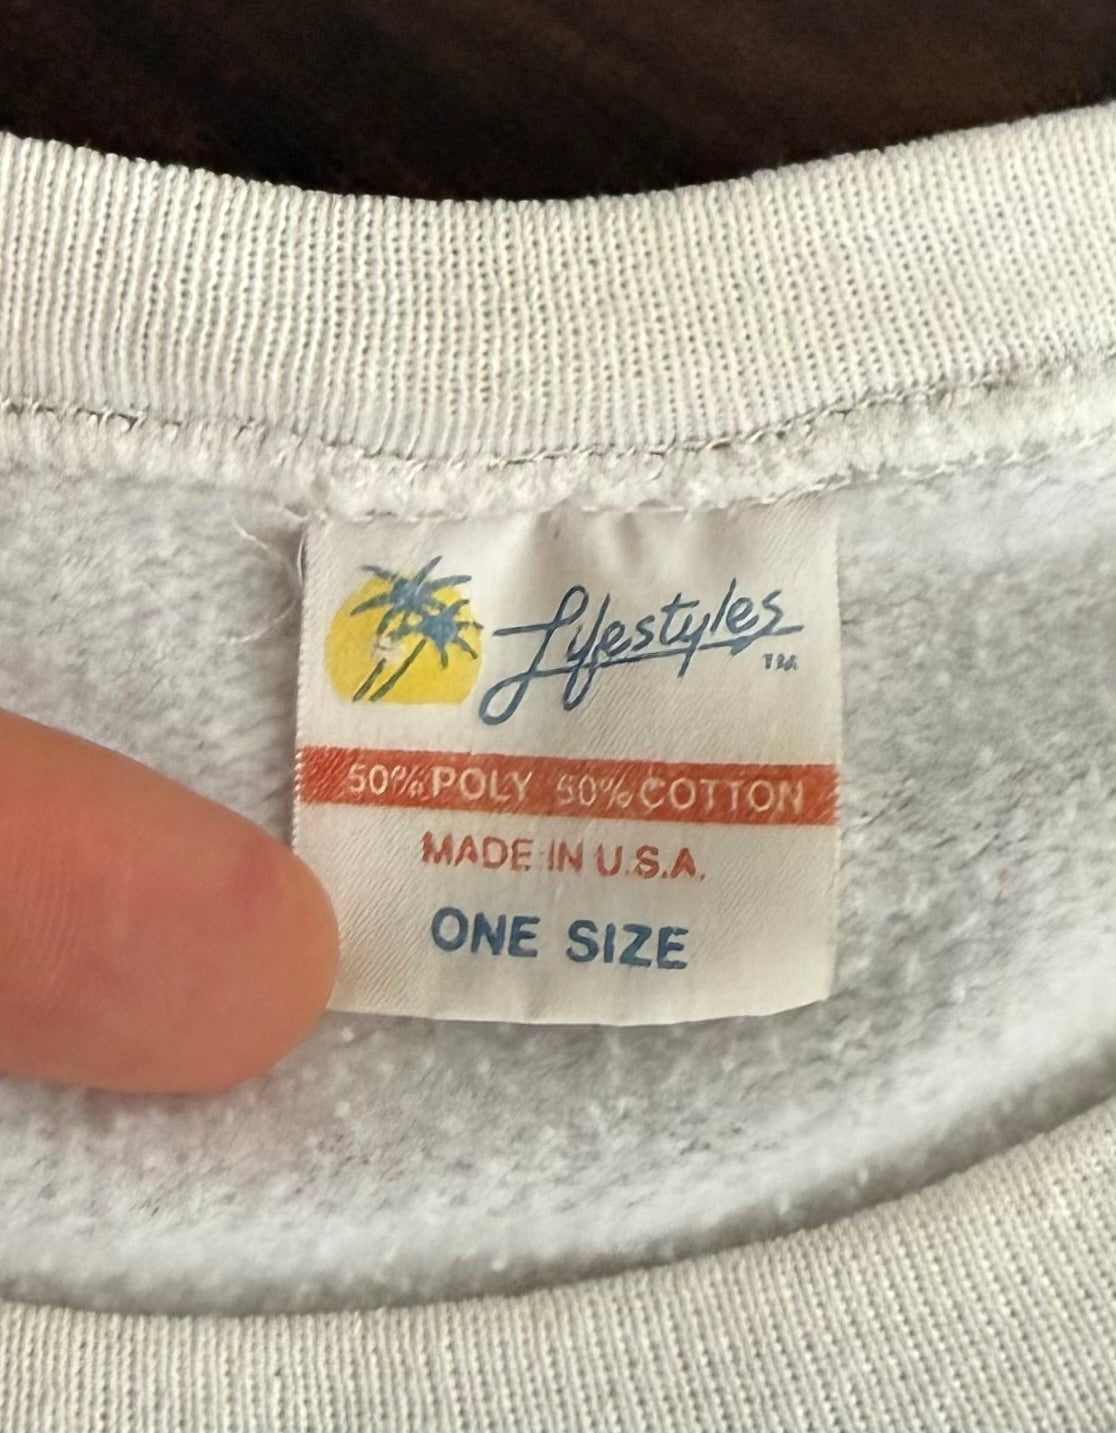 Lifestyles
TM
50% POLY 50% COTTON
MADE IN U.S.A.
ONE SIZE